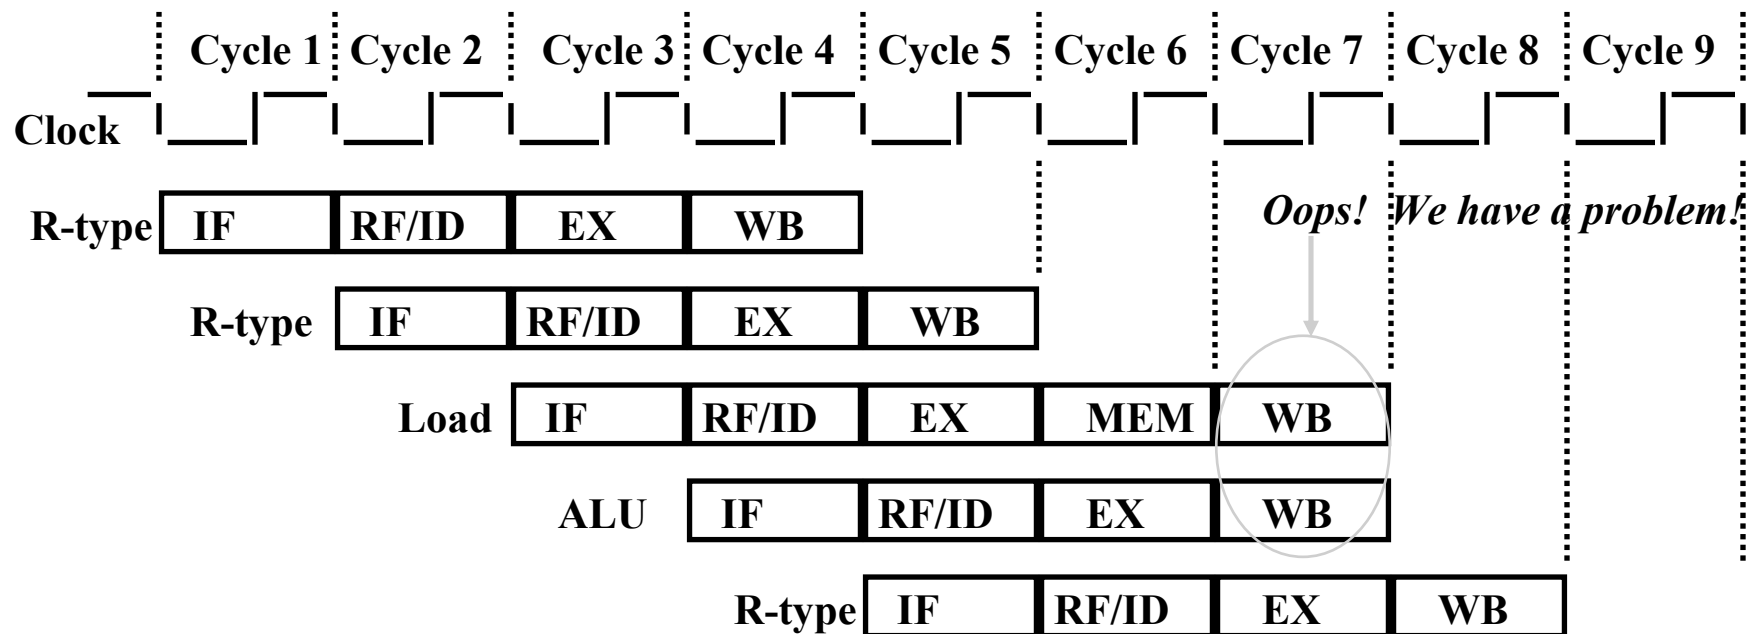 Cycle 1 Cycle 2 Cycle 3 Cycle 4 Cycle 5 Cycle 6 Cycle 7 Cycle 8 Cycle 9
Clock
Oops! We have a problem!
R-type IF RF/ID EX WB
R-type IF RF/ID EX WB
Load IF RF/ID EX MEM WB
ALU IF RF/ID EX WB
R-type IF RF/ID EX WB